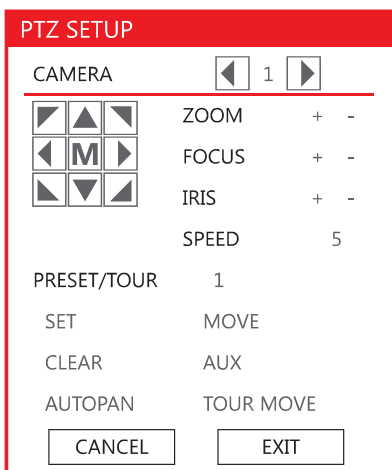 PTZ SETUP
CAMERA 1
ZOOM + -
M FOCUS + -
IRIS + -
SPEED 5
PRESET/TOUR 1
SET MOVE
CLEAR AUX
AUTOPAN TOUR MOVE
CANCEL EXIT